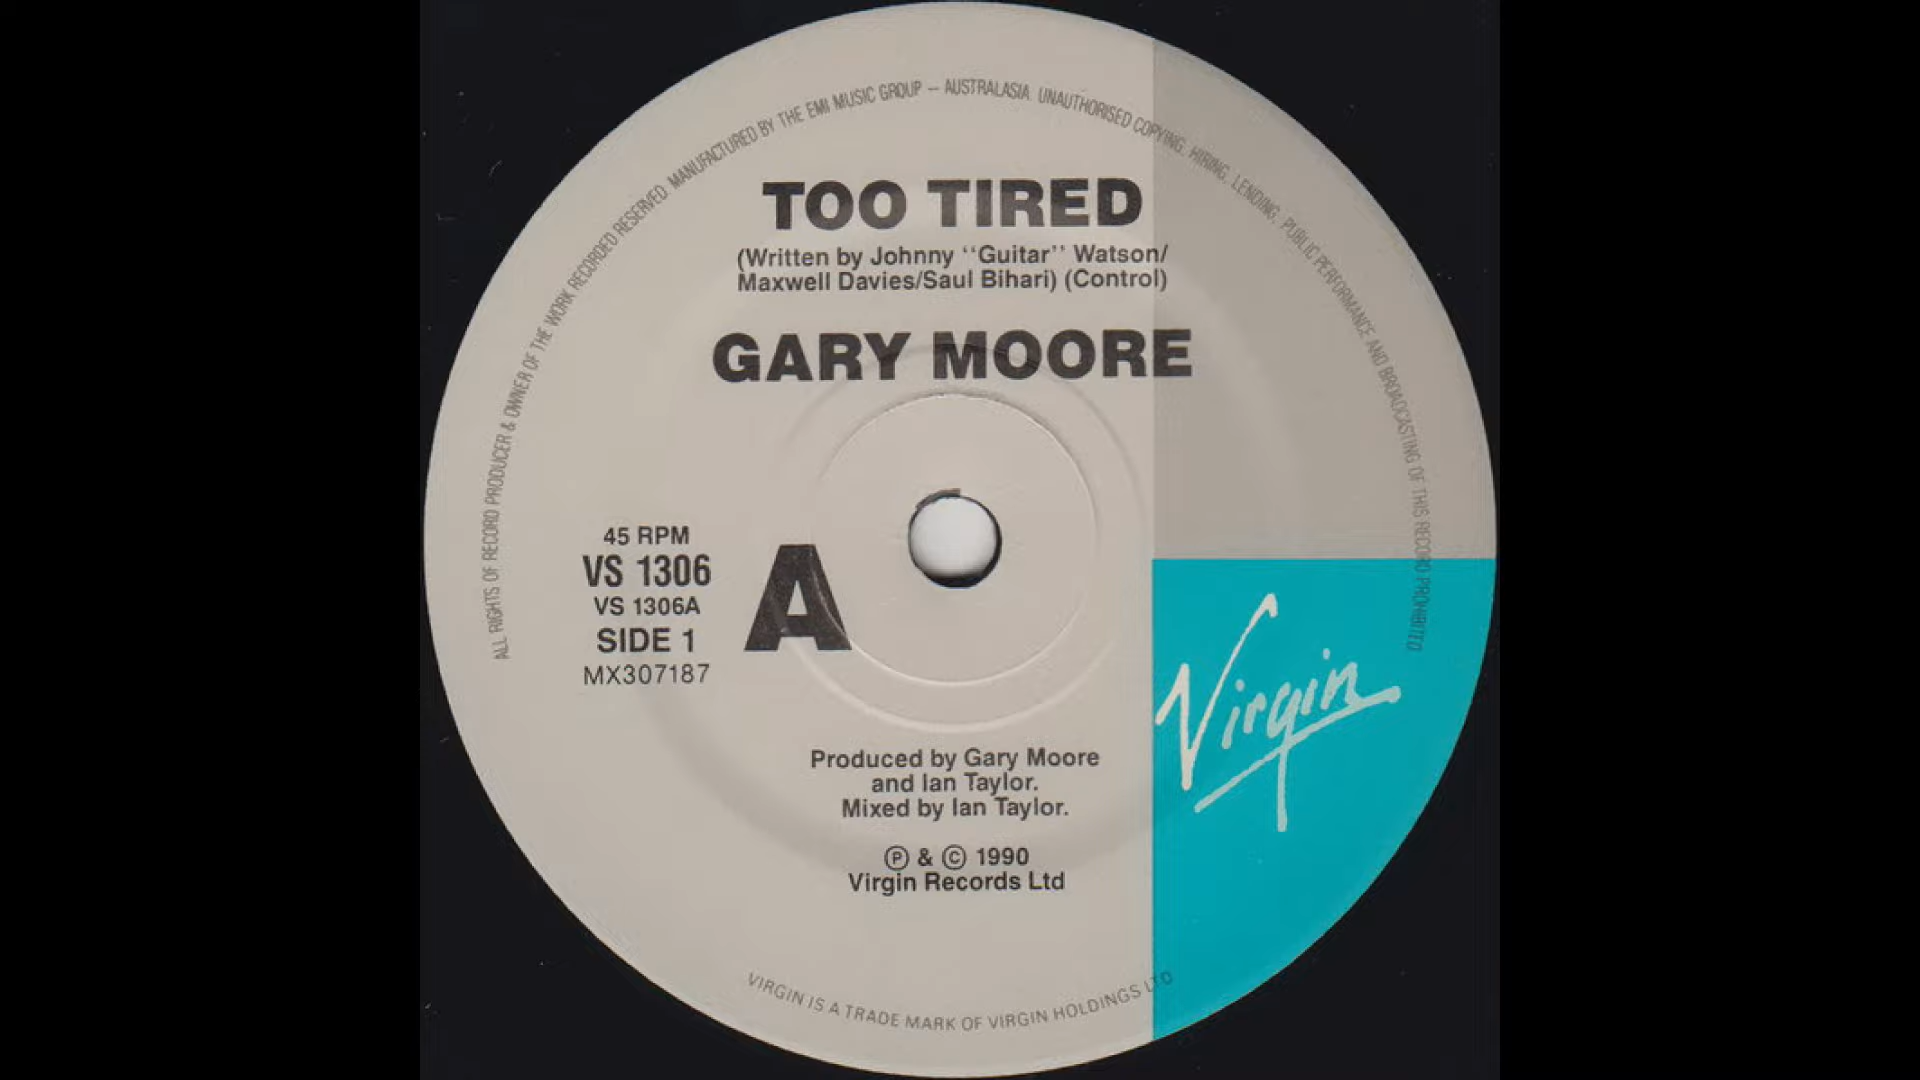 ALL RIGHTS OF RECORD PRODUCER & OWNER OF THE WORK RECORDED RESERVED. MANUFACTURED BY THE EMI MUSIC GROUP – AUSTRALASIA. UNAUTHORISED COPYING. HIRING. LENDING. PUBLIC PERFORMANCE AND BROADCASTING OF THIS RECORD PROHIBITED
TOO TIRED
(Written by Johnny "Guitar" Watson/
Maxwell Davies/Saul Bihari) (Control)
GARY MOORE
45 RPM
VS 1306
VS 1306A
SIDE 1
MX307187
A
Virgin
Produced by Gary Moore
and Ian Taylor.
Mixed by Ian Taylor.
℗ & © 1990
Virgin Records Ltd
VIRGIN IS A TRADE MARK OF VIRGIN HOLDINGS LTD